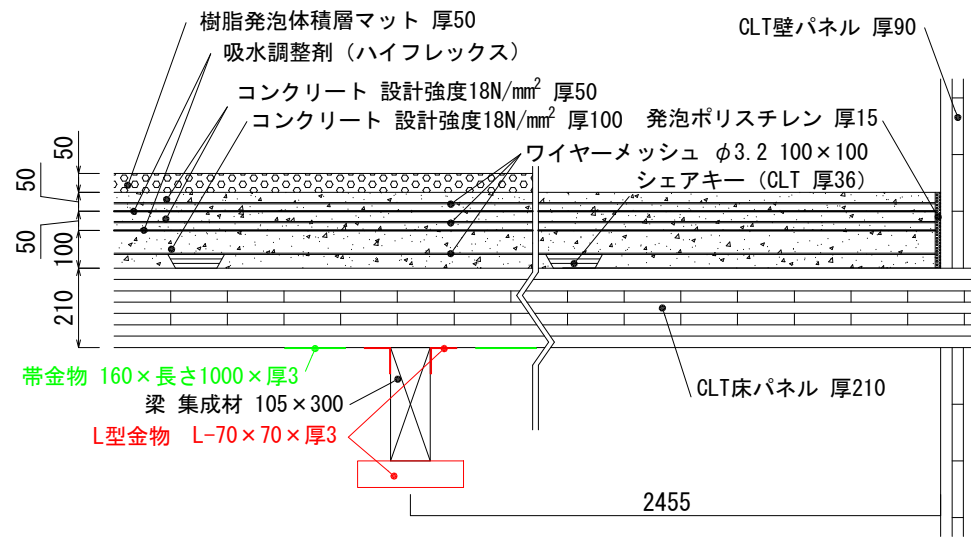 樹脂発泡体積層マット 厚50
吸水調整剤（ハイフレックス）
コンクリート 設計強度18N/mm² 厚50
コンクリート 設計強度18N/mm² 厚100
発泡ポリスチレン 厚15
CLT壁パネル 厚90
ワイヤーメッシュ φ3.2 100×100
シェアキー（CLT 厚36）
50
50
50
100
210
帯金物 160×長さ1000×厚3
梁 集成材 105×300
L型金物 L-70×70×厚3
CLT床パネル 厚210
2455